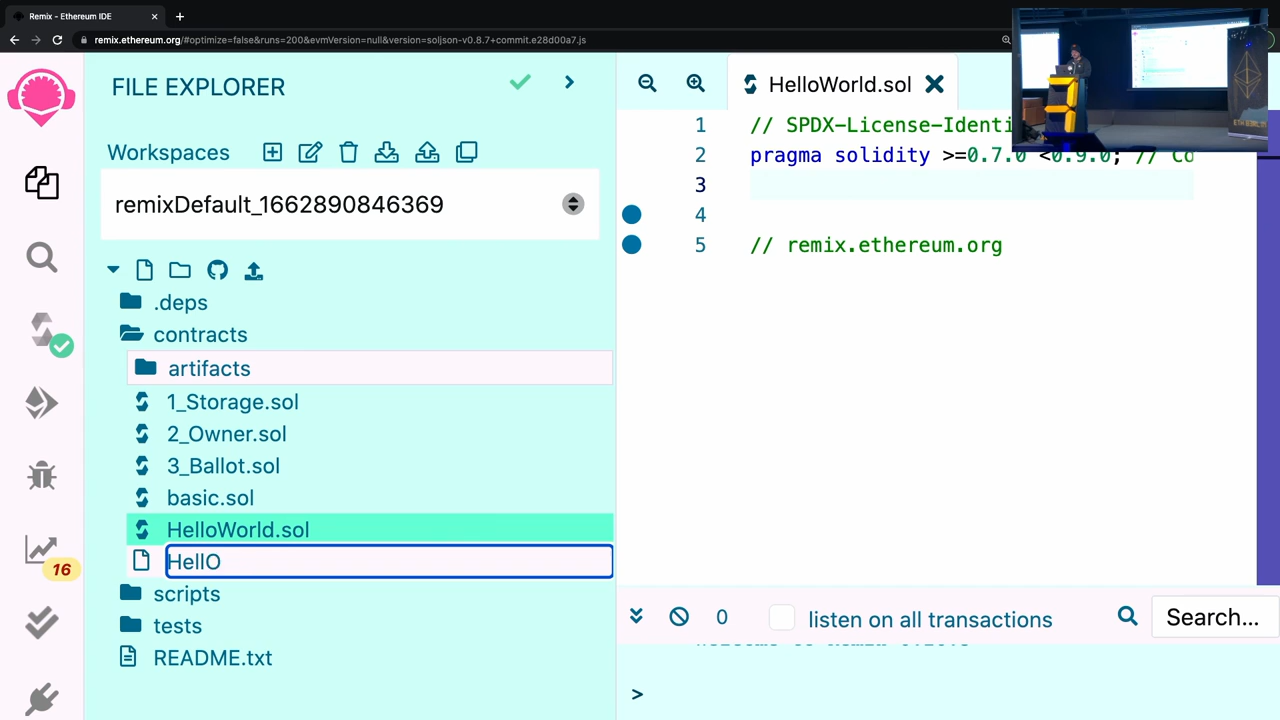 Remix - Ethereum IDE
remix.ethereum.org/#optimize=false&runs=200&evmVersion=null&version=soljson-v0.8.7+commit.e28d00a7.js
FILE EXPLORER
Workspaces
remixDefault_1662890846369
.deps
contracts
artifacts
1_Storage.sol
2_Owner.sol
3_Ballot.sol
basic.sol
HelloWorld.sol
HellO
scripts
tests
README.txt
16
HelloWorld.sol
1 // SPDX-License-Identi
2 pragma solidity >=0.7.0 <0.9.0; // Co
3
4
5 // remix.ethereum.org
0 listen on all transactions Search...
>